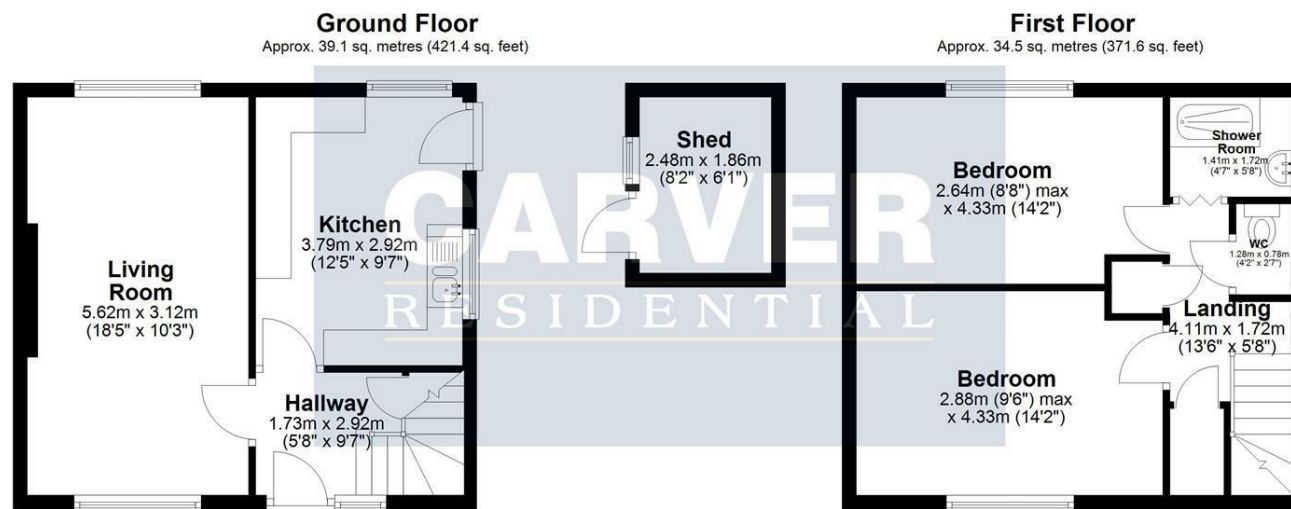 Ground Floor
Approx. 39.1 sq. metres (421.4 sq. feet)
First Floor
Approx. 34.5 sq. metres (371.6 sq. feet)
Living
Room
5.62m x 3.12m
(18'5" x 10'3")
Kitchen
3.79m x 2.92m
(12'5" x 9'7")
Hallway
1.73m x 2.92m
(5'8" x 9'7")
Shed
2.48m x 1.86m
(8'2" x 6'1")
CARVER
RESIDENTIAL
Bedroom
2.64m (8'8") max
x 4.33m (14'2")
Shower
Room
1.41m x 1.72m
(4'7" x 5'8")
WC
1.28m x 0.78m
(4'2" x 2'7")
Landing
4.11m x 1.72m
(13'6" x 5'8")
Bedroom
2.88m (9'6") max
x 4.33m (14'2")